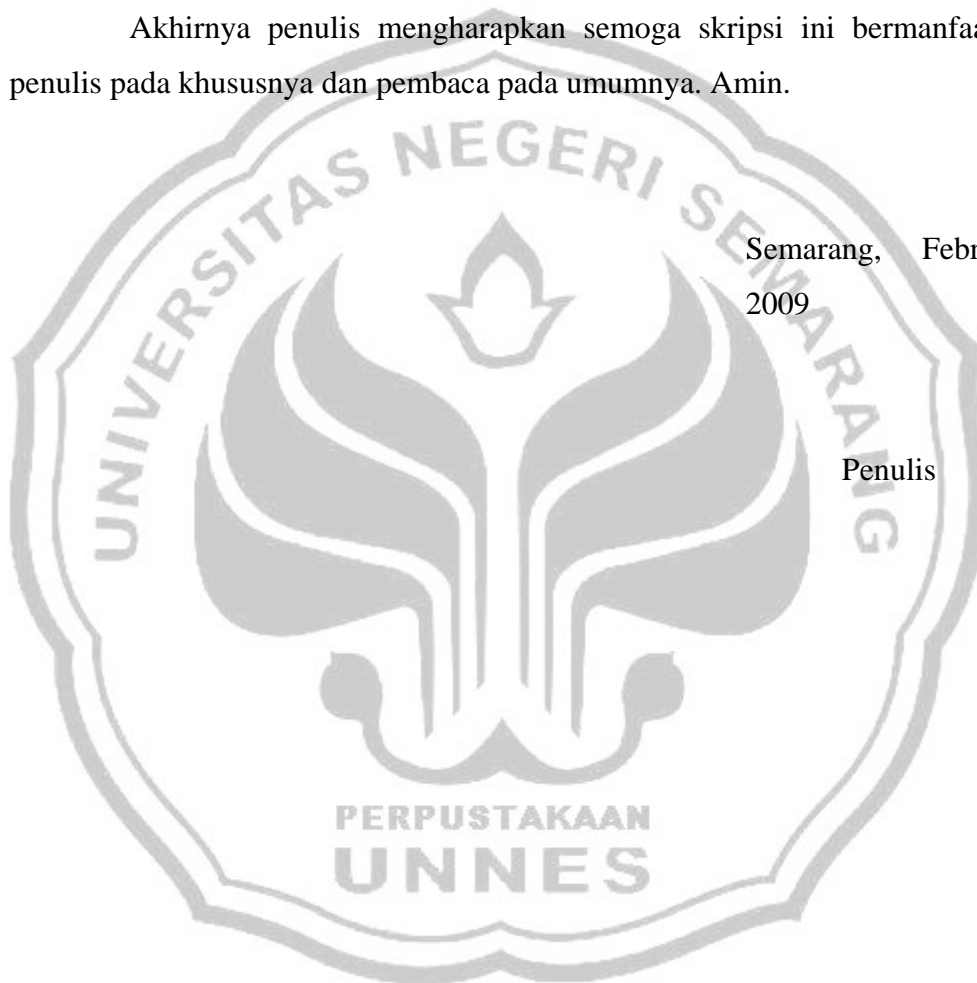 Akhirnya penulis mengharapkan semoga skripsi ini bermanfaa
penulis pada khususnya dan pembaca pada umumnya. Amin.
UNIVERSITAS NEGERI SEMARANG
Semarang, Febr
2009
Penulis
PERPUSTAKAAN
UNNES